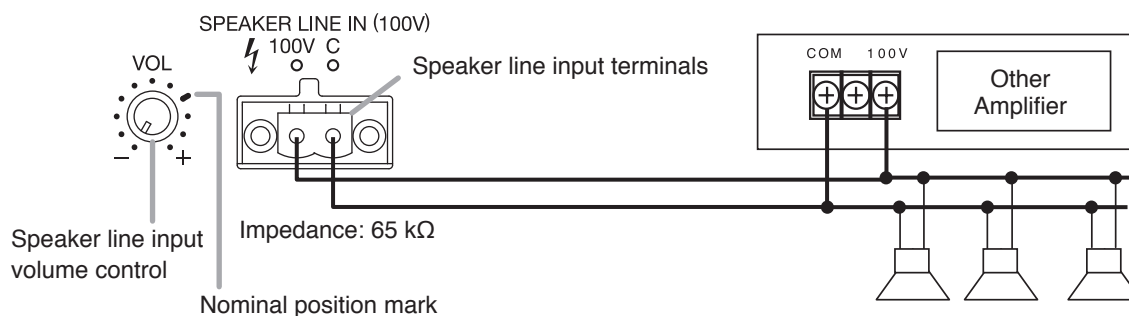 SPEAKER LINE IN (100V)
100V C
VOL
− +
Speaker line input terminals
COM 100V
Other
Amplifier
Impedance: 65 kΩ
Speaker line input
volume control
Nominal position mark